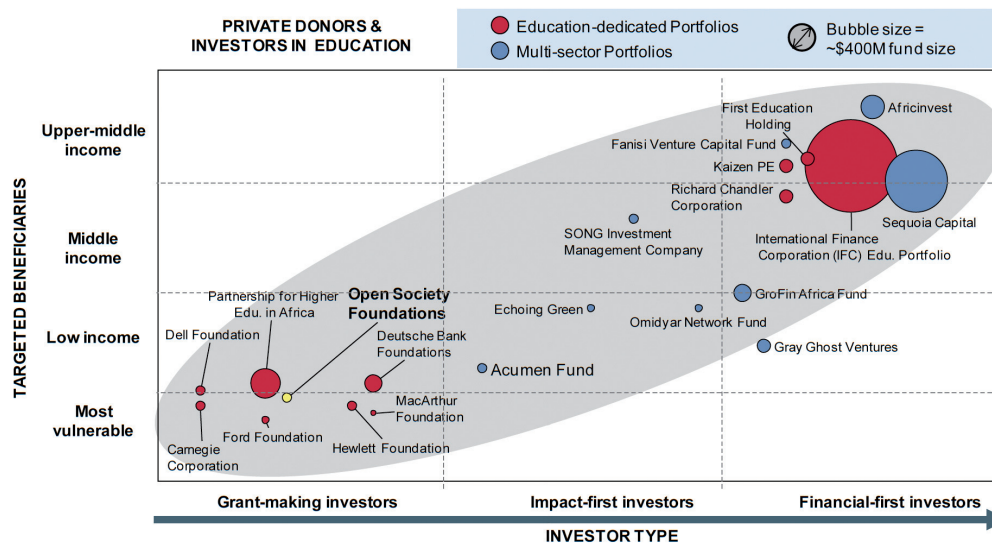 PRIVATE DONORS &
INVESTORS IN EDUCATION
Education-dedicated Portfolios
Multi-sector Portfolios
Bubble size =
~$400M fund size
TARGETED BENEFICIARIES
Upper-middle
income
Middle
income
Low income
Most
vulnerable
First Education
Holding
Africinvest
Fanisi Venture Capital Fund
Kaizen PE
Richard Chandler
Corporation
Sequoia Capital
SONG Investment
Management Company
International Finance
Corporation (IFC) Edu. Portfolio
Partnership for Higher
Edu. in Africa
Open Society
Foundations
Dell Foundation
Deutsche Bank
Foundations
Echoing Green
GroFin Africa Fund
Omidyar Network Fund
Gray Ghost Ventures
Acumen Fund
MacArthur
Foundation
Ford Foundation
Hewlett Foundation
Carnegie
Corporation
Grant-making investors
Impact-first investors
Financial-first investors
INVESTOR TYPE